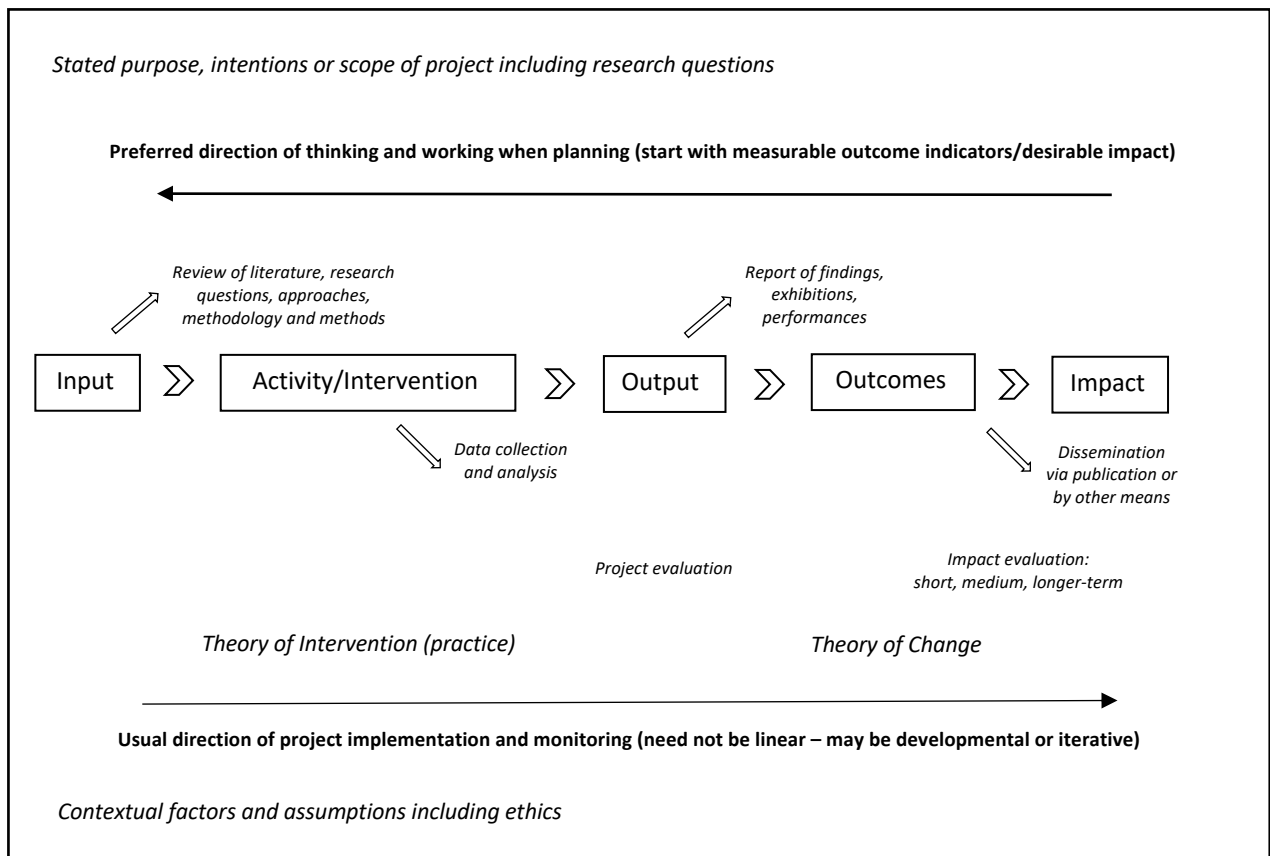 Stated purpose, intentions or scope of project including research questions
Preferred direction of thinking and working when planning (start with measurable outcome indicators/desirable impact)
Review of literature, research
questions, approaches,
methodology and methods
Report of findings,
exhibitions,
performances
Input
Activity/Intervention
Output
Outcomes
Impact
Data collection
and analysis
Dissemination
via publication or
by other means
Project evaluation
Impact evaluation:
short, medium, longer-term
Theory of Intervention (practice)
Theory of Change
Usual direction of project implementation and monitoring (need not be linear – may be developmental or iterative)
Contextual factors and assumptions including ethics